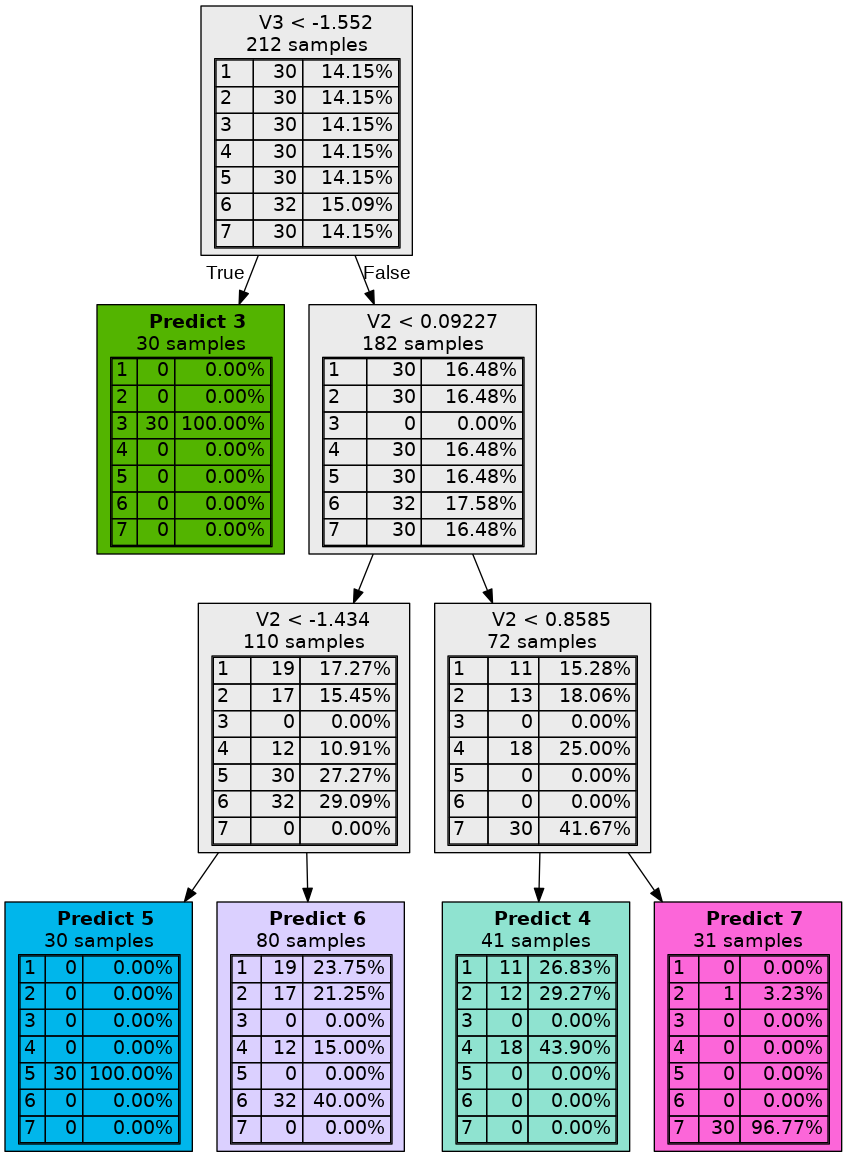 V3 < -1.552
212 samples
1 30 14.15%
2 30 14.15%
3 30 14.15%
4 30 14.15%
5 30 14.15%
6 32 15.09%
7 30 14.15%
True
False
Predict 3
30 samples
1 0 0.00%
2 0 0.00%
3 30 100.00%
4 0 0.00%
5 0 0.00%
6 0 0.00%
7 0 0.00%
V2 < 0.09227
182 samples
1 30 16.48%
2 30 16.48%
3 0 0.00%
4 30 16.48%
5 30 16.48%
6 32 17.58%
7 30 16.48%
V2 < -1.434
110 samples
1 19 17.27%
2 17 15.45%
3 0 0.00%
4 12 10.91%
5 30 27.27%
6 32 29.09%
7 0 0.00%
V2 < 0.8585
72 samples
1 11 15.28%
2 13 18.06%
3 0 0.00%
4 18 25.00%
5 0 0.00%
6 0 0.00%
7 30 41.67%
Predict 5
30 samples
1 0 0.00%
2 0 0.00%
3 0 0.00%
4 0 0.00%
5 30 100.00%
6 0 0.00%
7 0 0.00%
Predict 6
80 samples
1 19 23.75%
2 17 21.25%
3 0 0.00%
4 12 15.00%
5 0 0.00%
6 32 40.00%
7 0 0.00%
Predict 4
41 samples
1 11 26.83%
2 12 29.27%
3 0 0.00%
4 18 43.90%
5 0 0.00%
6 0 0.00%
7 0 0.00%
Predict 7
31 samples
1 0 0.00%
2 1 3.23%
3 0 0.00%
4 0 0.00%
5 0 0.00%
6 0 0.00%
7 30 96.77%